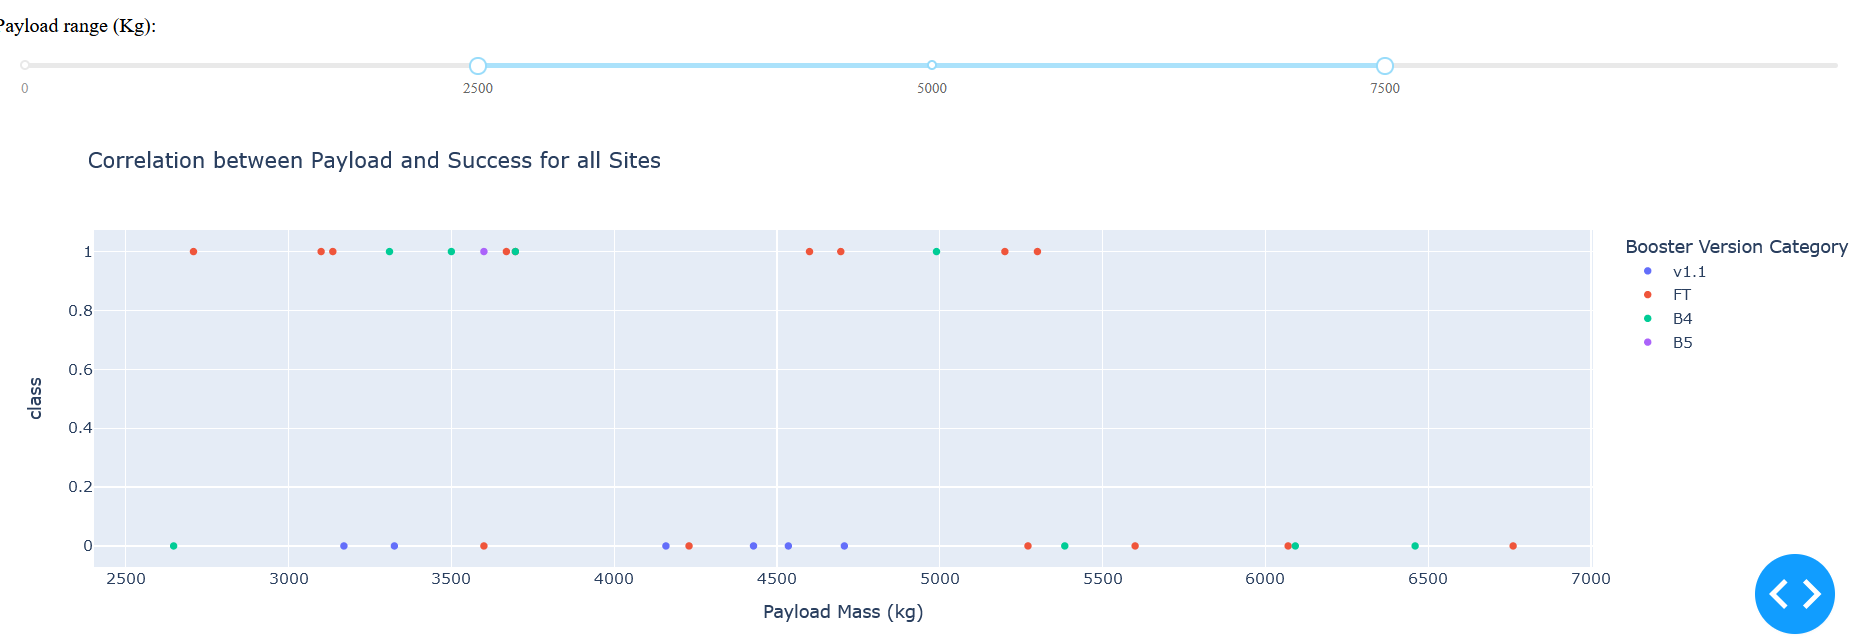 Payload range (Kg):
0 2500 5000 7500
Correlation between Payload and Success for all Sites
Booster Version Category
v1.1
FT
B4
B5
class
1
0.8
0.6
0.4
0.2
0
2500 3000 3500 4000 4500 5000 5500 6000 6500 7000
Payload Mass (kg)